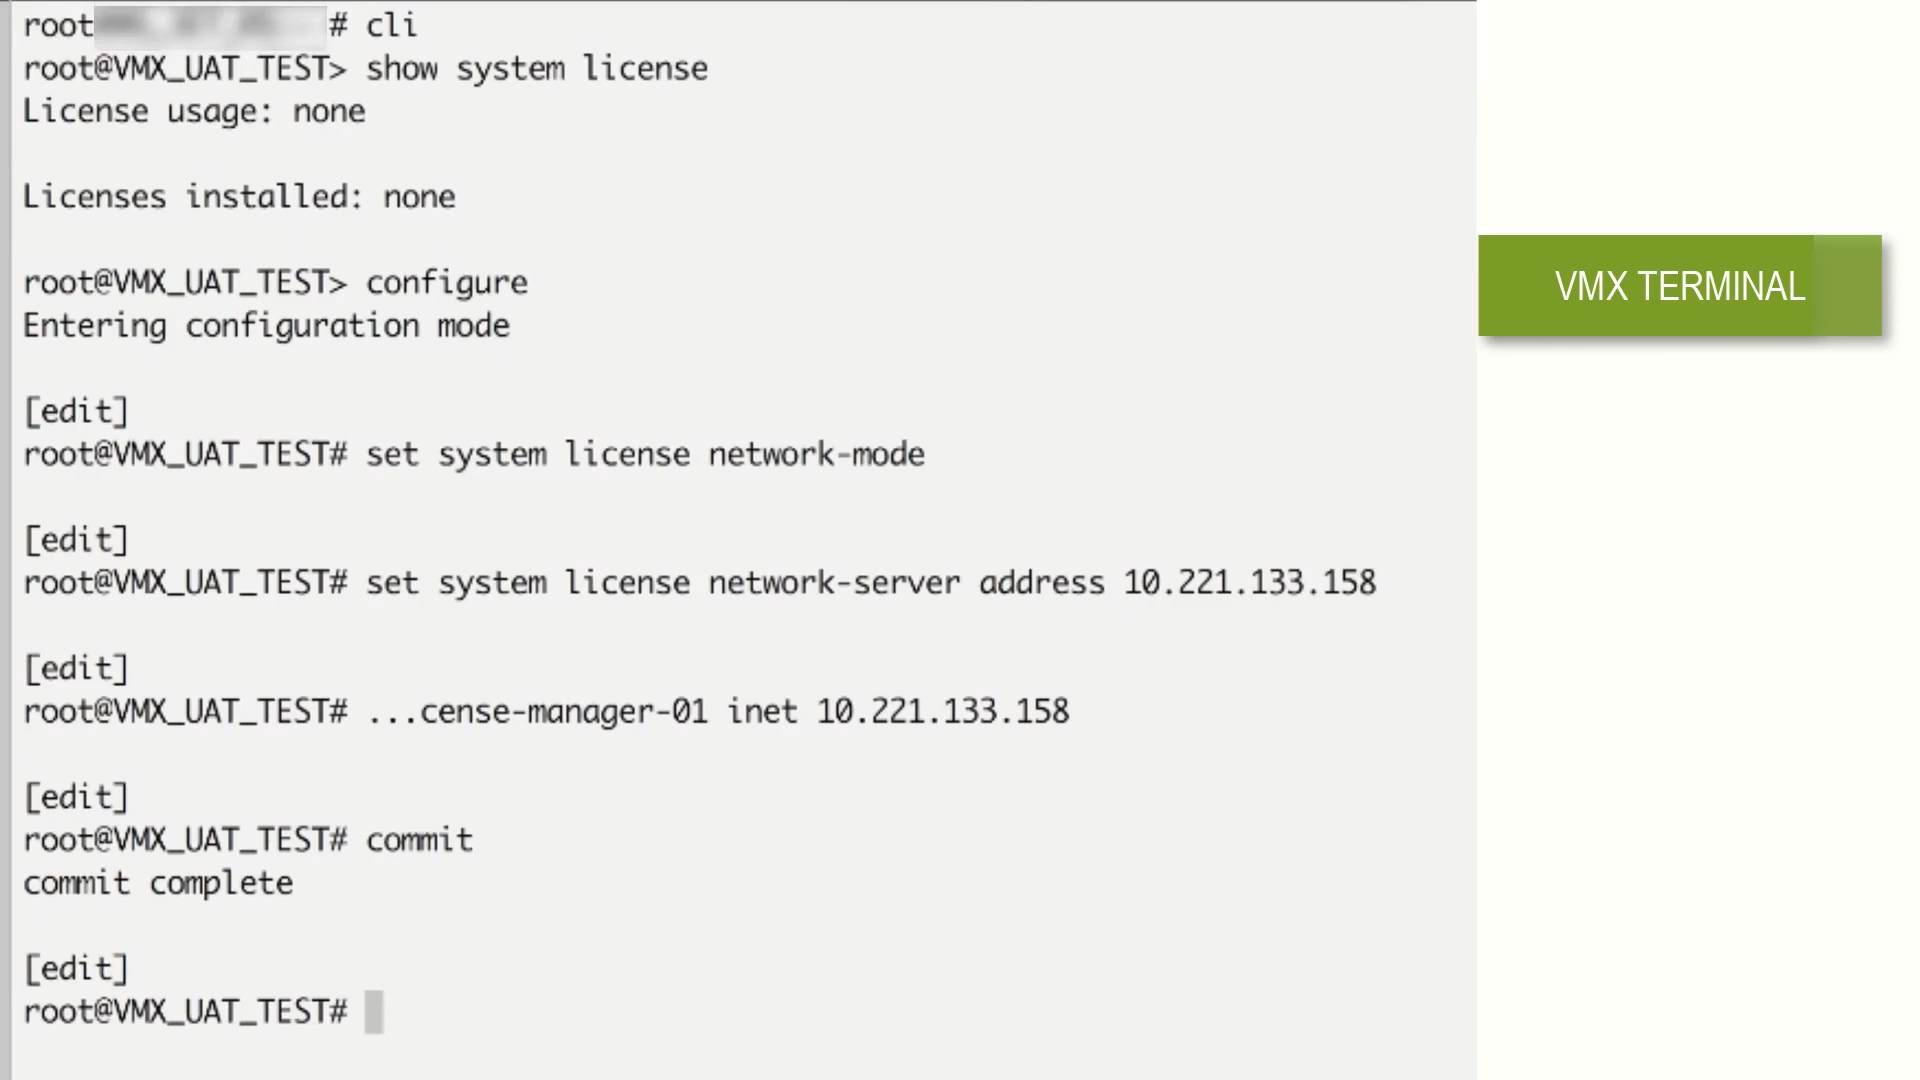 root # cli
root@VMX_UAT_TEST> show system license
License usage: none
Licenses installed: none
root@VMX_UAT_TEST> configure
Entering configuration mode
[edit]
root@VMX_UAT_TEST# set system license network-mode
[edit]
root@VMX_UAT_TEST# set system license network-server address 10.221.133.158
[edit]
root@VMX_UAT_TEST# ...cense-manager-01 inet 10.221.133.158
[edit]
root@VMX_UAT_TEST# commit
commit complete
[edit]
root@VMX_UAT_TEST#
VMX TERMINAL